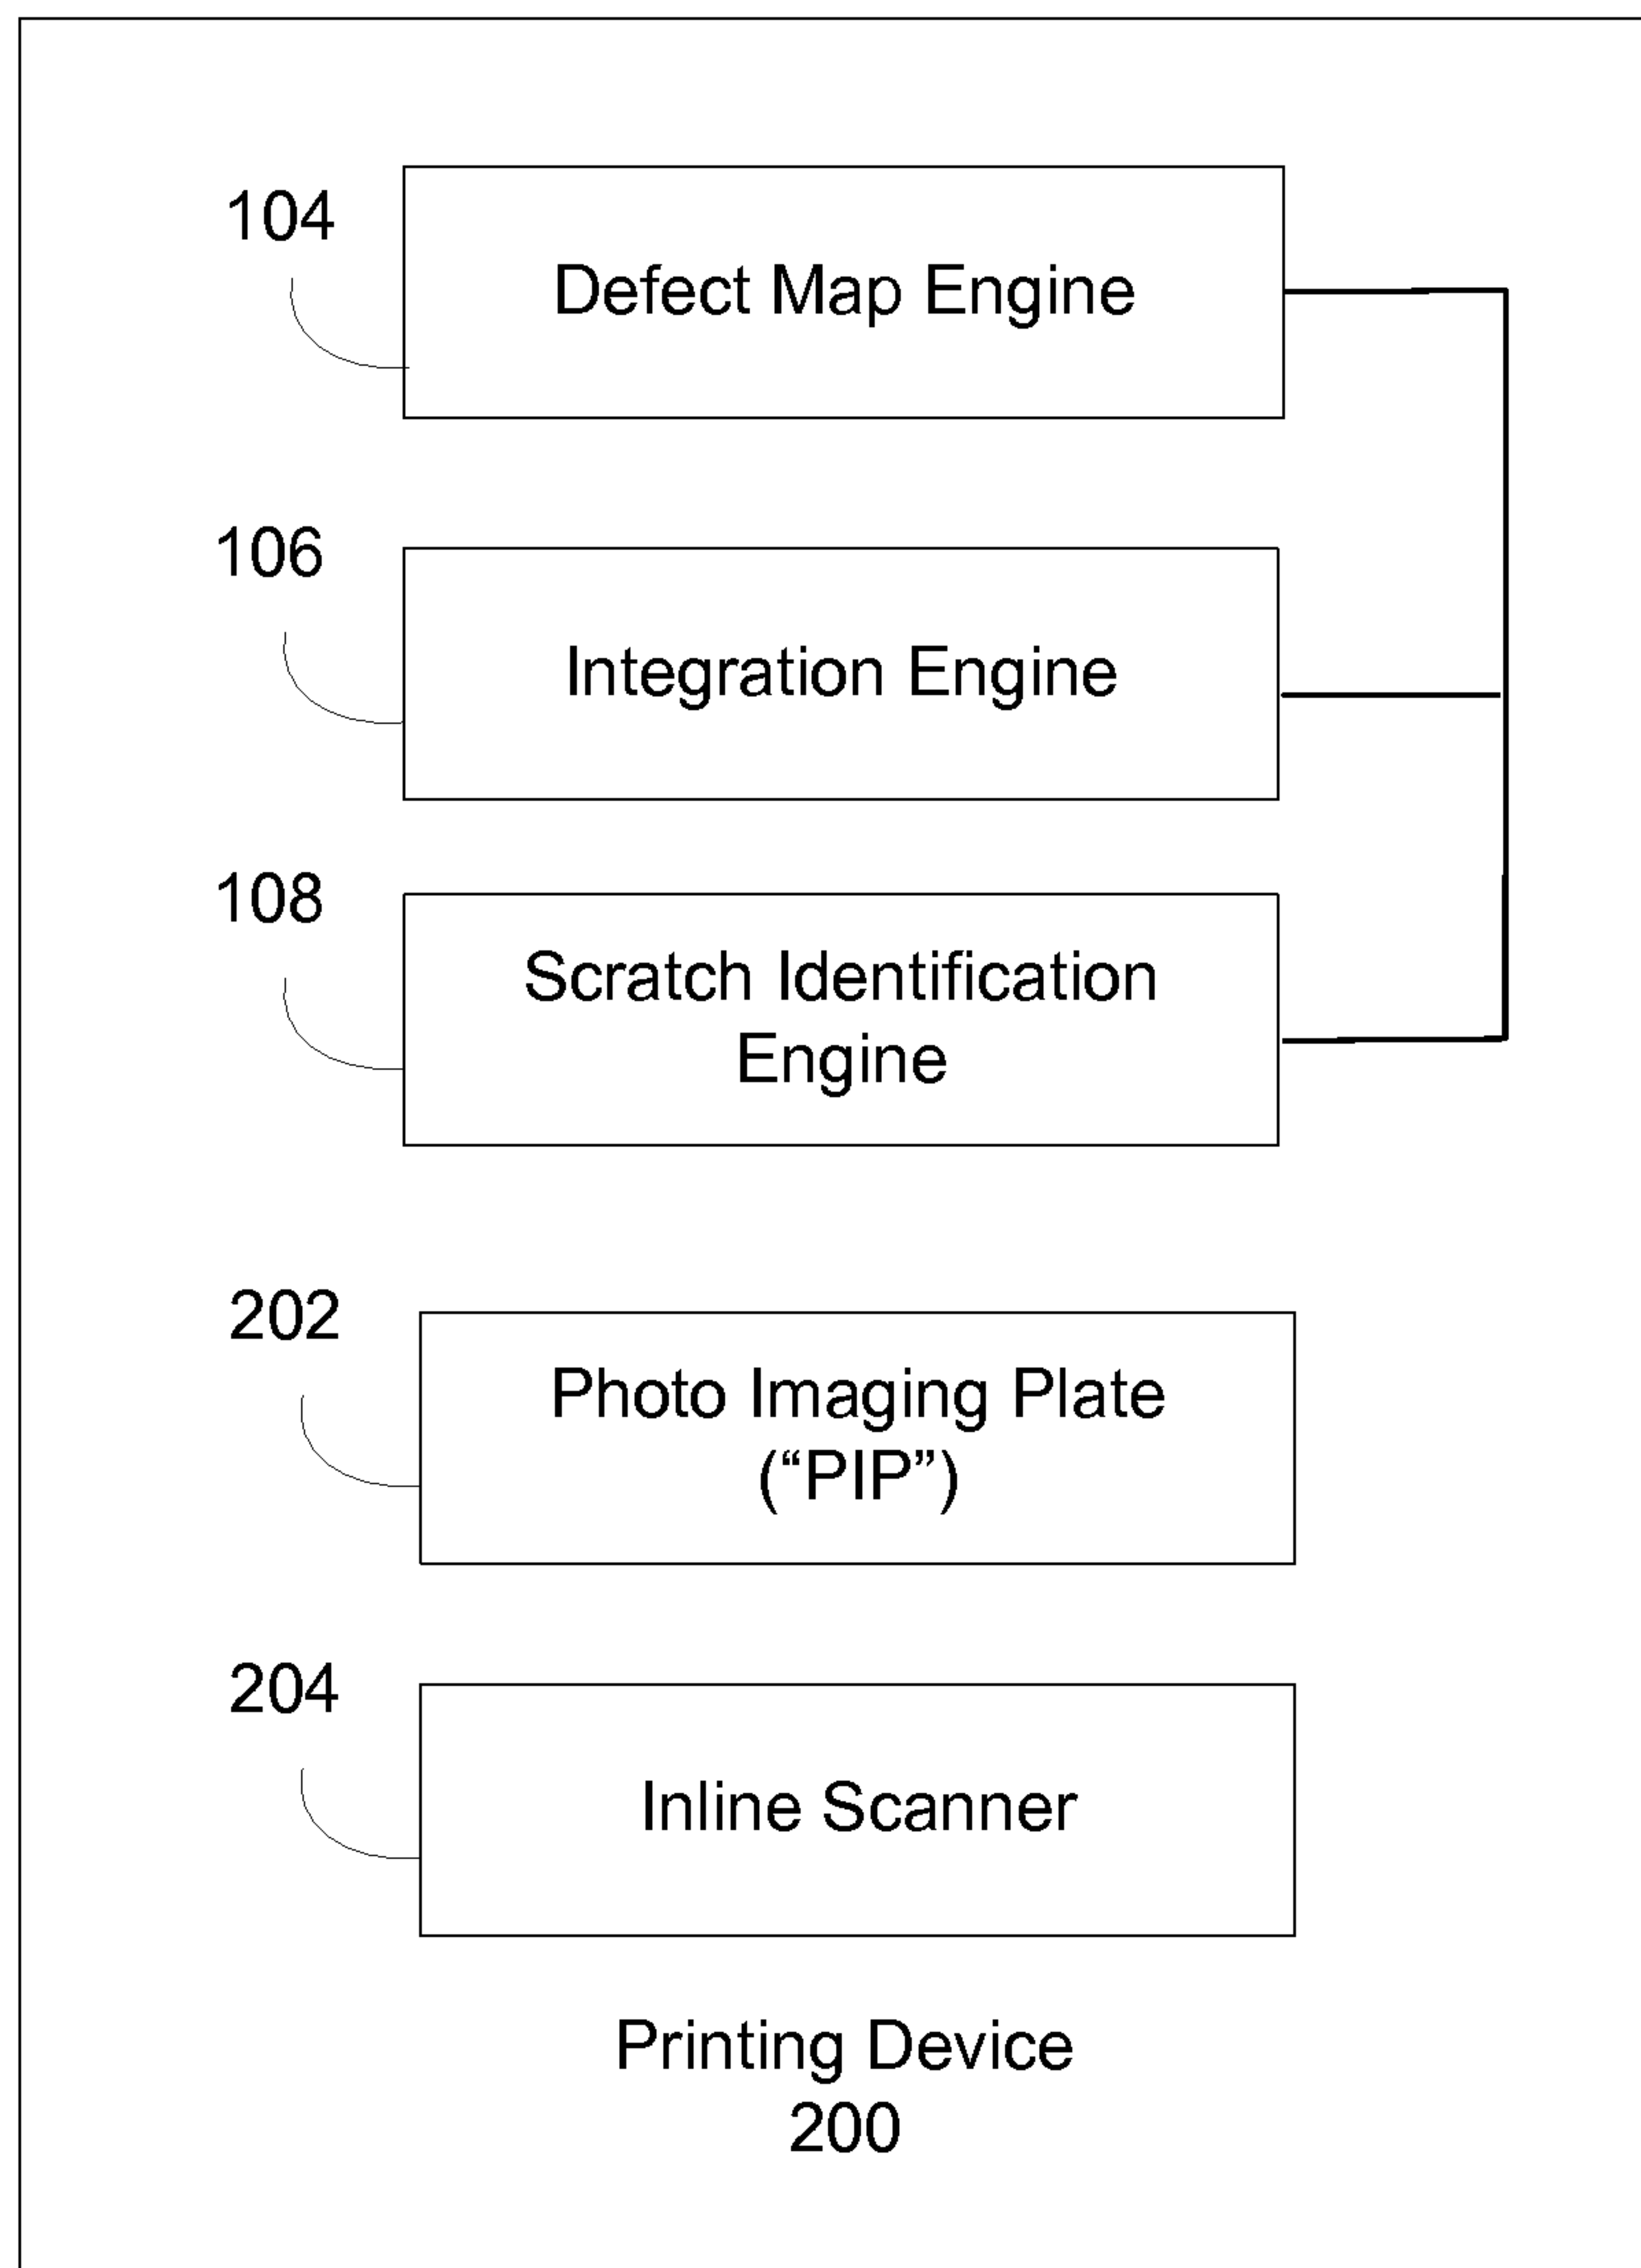 104
Defect Map Engine
106
Integration Engine
108
Scratch Identification
Engine
202
Photo Imaging Plate
(“PIP”)
204
Inline Scanner
Printing Device
200